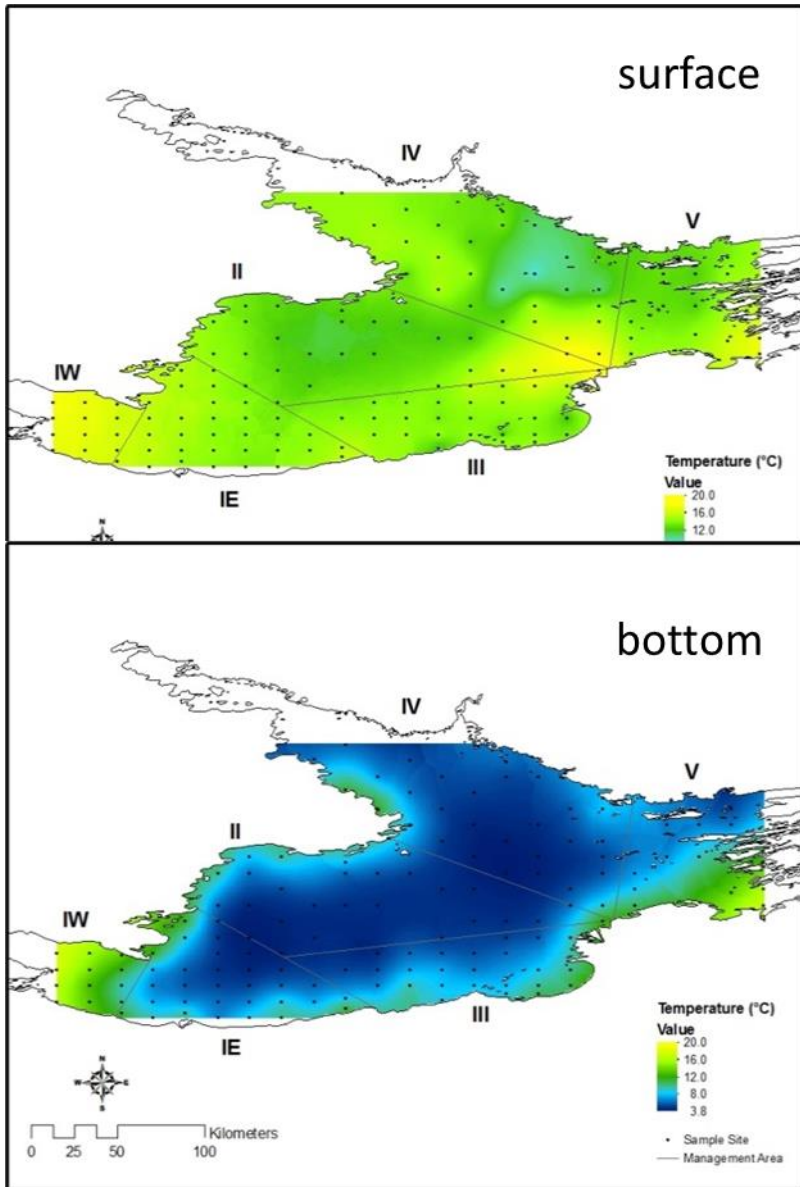 surface
IV
V
II
IW
III
IE
Temperature (°C)
Value
20.0
16.0
12.0
N
bottom
IV
V
II
IW
III
IE
Temperature (°C)
Value
20.0
16.0
12.0
8.0
3.8
N
W E
S
Kilometers
0 25 50 100
Sample Site
Management Area